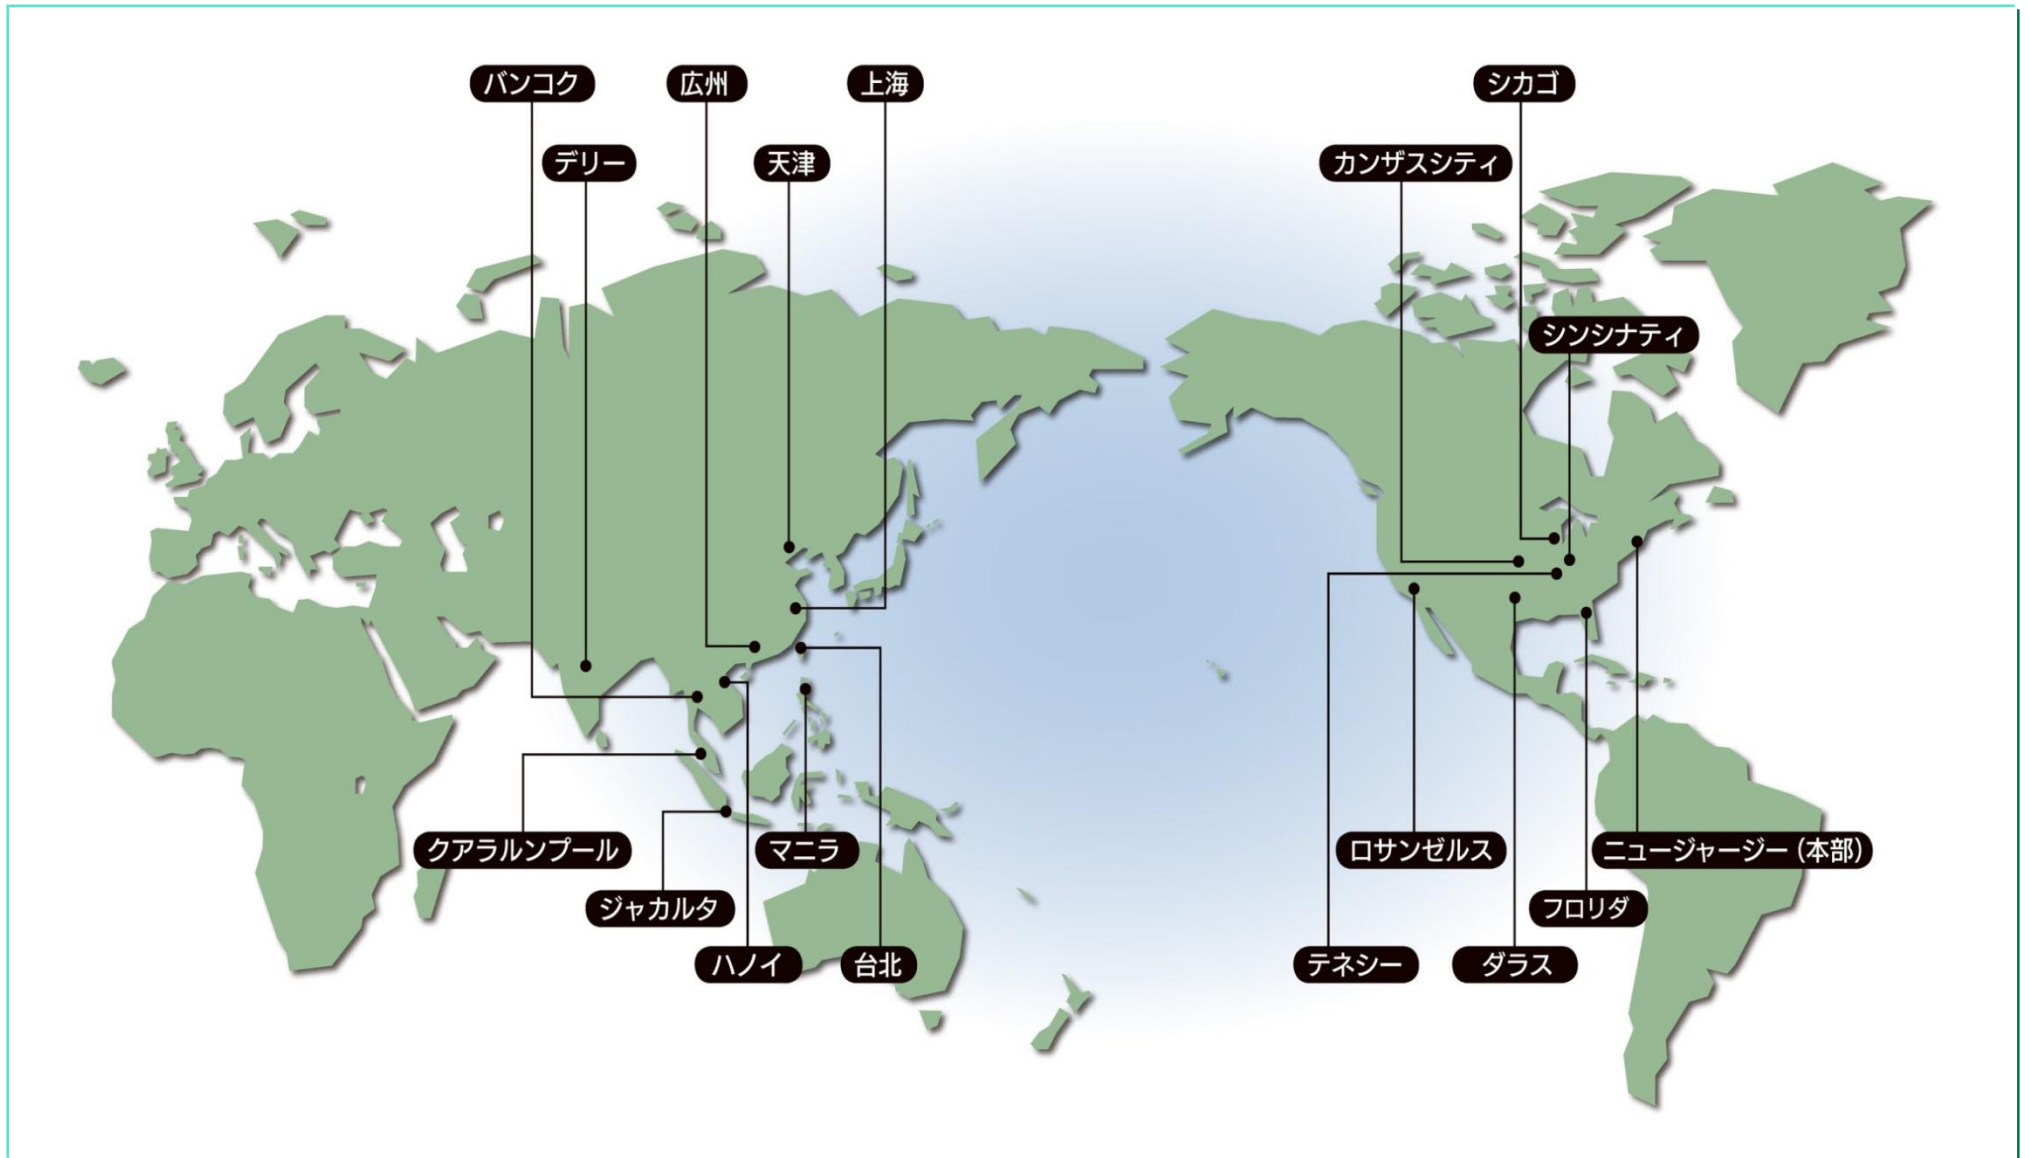 バンコク
広州
上海
シカゴ
デリー
天津
カンザスシティ
シンシナティ
クアラルンプール
マニラ
ロサンゼルス
ニュージャージー（本部）
ジャカルタ
フロリダ
ハノイ
台北
テネシー
ダラス